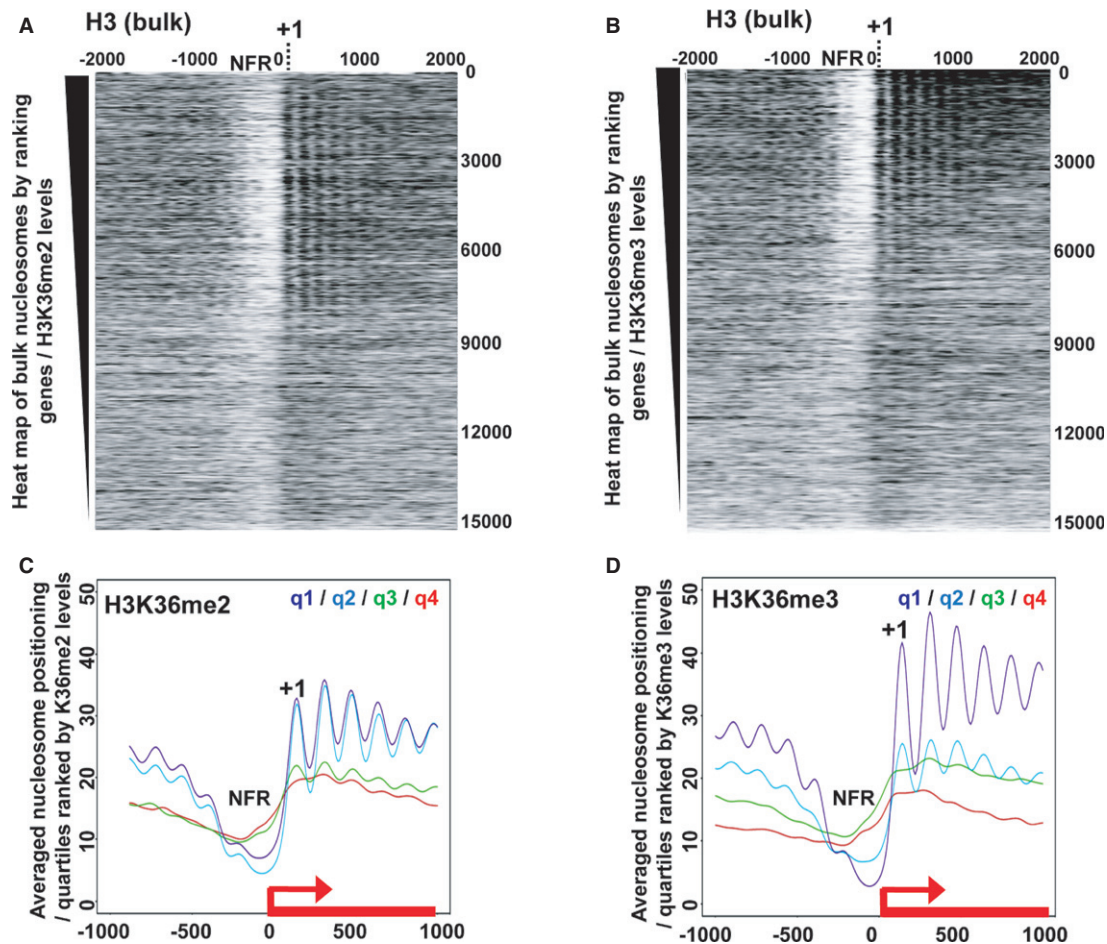 A
H3 (bulk)
+1
-2000 -1000 NFR 0 1000 2000
Heat map of bulk nucleosomes by ranking
genes / H3K36me2 levels
0
3000
6000
9000
12000
15000
B
H3 (bulk)
+1
-2000 -1000 NFR 0 1000 2000
Heat map of bulk nucleosomes by ranking
genes / H3K36me3 levels
0
3000
6000
9000
12000
15000
C
Averaged nucleosome positioning
/ quartiles ranked by K36me2 levels
50
40
30
20
10
0
H3K36me2
q1 / q2 / q3 / q4
+1
NFR
-1000 -500 0 500 1000
D
Averaged nucleosome positioning
/ quartiles ranked by K36me3 levels
50
40
30
20
10
0
H3K36me3
q1 / q2 / q3 / q4
+1
NFR
-1000 -500 0 500 1000